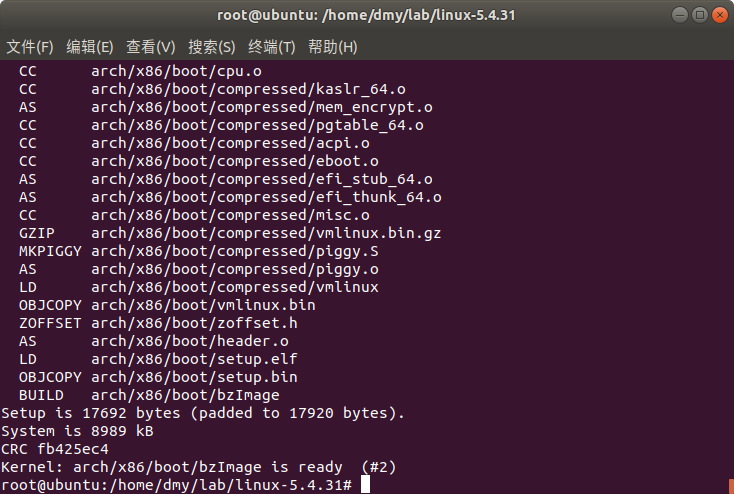 root@ubuntu: /home/dmy/lab/linux-5.4.31
文件(F) 编辑(E) 查看(V) 搜索(S) 终端(T) 帮助(H)
CC arch/x86/boot/cpu.o
CC arch/x86/boot/compressed/kaslr_64.o
AS arch/x86/boot/compressed/mem_encrypt.o
CC arch/x86/boot/compressed/pgtable_64.o
CC arch/x86/boot/compressed/acpi.o
CC arch/x86/boot/compressed/eboot.o
AS arch/x86/boot/compressed/efi_stub_64.o
AS arch/x86/boot/compressed/efi_thunk_64.o
CC arch/x86/boot/compressed/misc.o
GZIP arch/x86/boot/compressed/vmlinux.bin.gz
MKPIGGY arch/x86/boot/compressed/piggy.S
AS arch/x86/boot/compressed/piggy.o
LD arch/x86/boot/compressed/vmlinux
OBJCOPY arch/x86/boot/vmlinux.bin
ZOFFSET arch/x86/boot/zoffset.h
AS arch/x86/boot/header.o
LD arch/x86/boot/setup.elf
OBJCOPY arch/x86/boot/setup.bin
BUILD arch/x86/boot/bzImage
Setup is 17692 bytes (padded to 17920 bytes).
System is 8989 kB
CRC fb425ec4
Kernel: arch/x86/boot/bzImage is ready (#2)
root@ubuntu:/home/dmy/lab/linux-5.4.31#